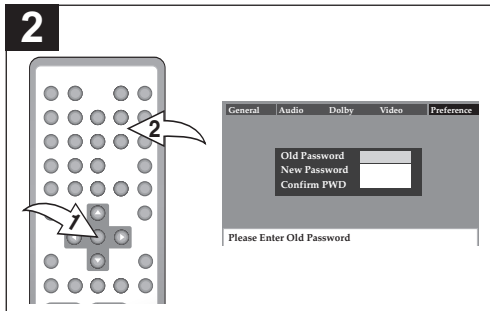 2
2
1
General Audio Dolby Video Preference
Old Password
New Password
Confirm PWD
Please Enter Old Password